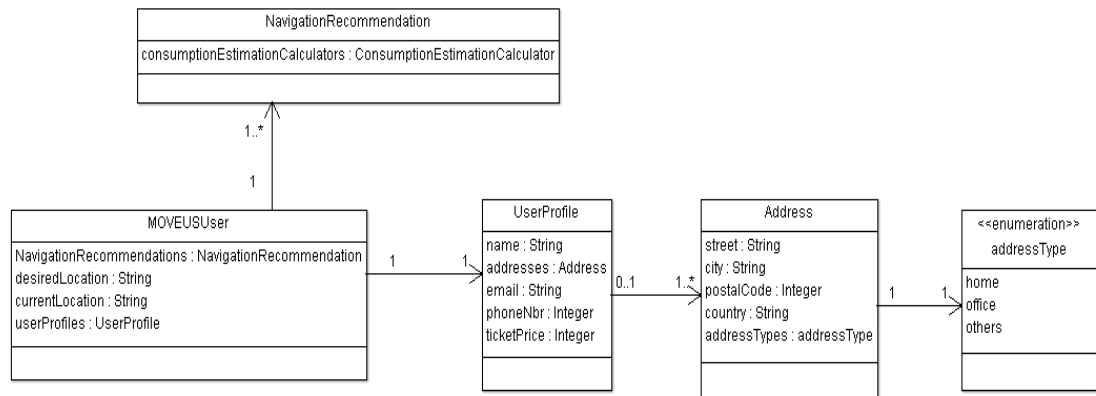 NavigationRecommendation
consumptionEstimationCalculators : ConsumptionEstimationCalculator
1..*
1
MOVEUSUser
NavigationRecommendations : NavigationRecommendation
desiredLocation : String
currentLocation : String
userProfiles : UserProfile
1
1
UserProfile
name : String
addresses : Address
email : String
phoneNbr : Integer
ticketPrice : Integer
0..1
1..*
Address
street : String
city : String
postalCode : Integer
country : String
addressTypes : addressType
1
1
<<enumeration>>
addressType
home
office
others